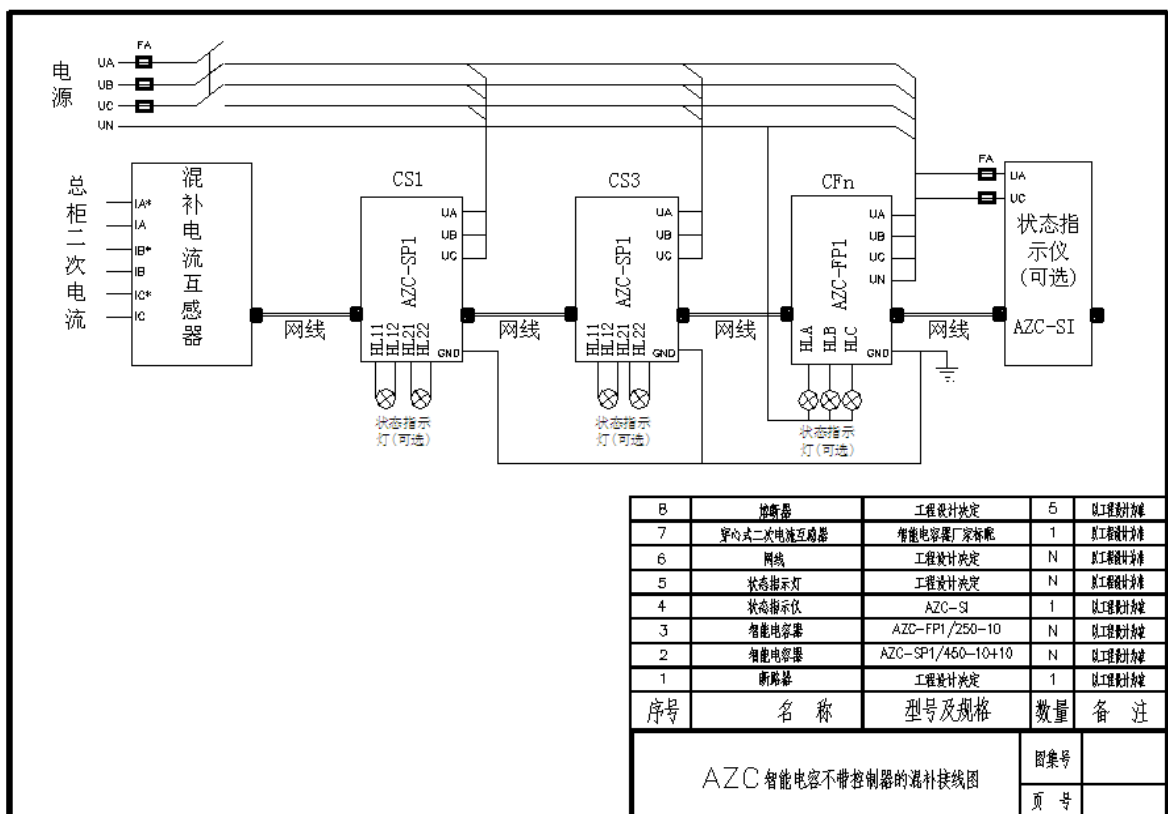 FA
电源
UA
UB
UC
UN
总柜二次电流
IA*
IA
IB*
IB
IC*
IC
混补电流互感器
网线
CS1
AZC-SP1
UA
UB
UC
HL11
HL12
HL21
HL22
GND
状态指示
灯(可选)
网线
CS3
AZC-SP1
UA
UB
UC
HL11
HL12
HL21
HL22
GND
状态指示
灯(可选)
网线
CFn
AZC-FP1
UA
UB
UC
UN
HLA
HLB
HLC
GND
状态指示
灯(可选)
网线
FA
UA
UC
状态指
示仪
(可选)
AZC-SI
8 熔断器 工程设计决定 5 以工程设计为准
7 穿心式二次电流互感器 智能电容器厂家标配 1 以工程设计为准
6 网线 工程设计决定 N 以工程设计为准
5 状态指示灯 工程设计决定 N 以工程设计为准
4 状态指示仪 AZC-SI 1 以工程设计为准
3 智能电容器 AZC-FP1/250-10 N 以工程设计为准
2 智能电容器 AZC-SP1/450-10+10 N 以工程设计为准
1 断路器 工程设计决定 1 以工程设计为准
序号 名 称 型号及规格 数量 备 注
AZC智能电容不带控制器的混补接线图
图集号
页 号